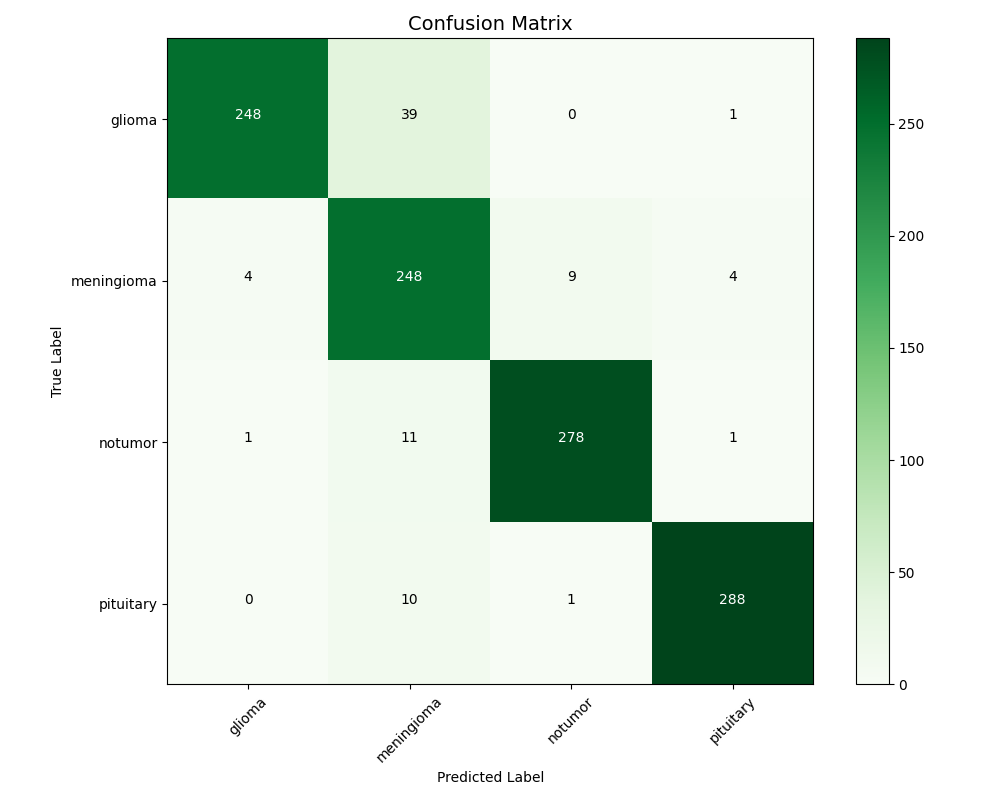 Confusion Matrix
glioma 248 39 0 1
meningioma 4 248 9 4
notumor 1 11 278 1
pituitary 0 10 1 288
True Label
glioma meningioma notumor pituitary
Predicted Label
250
200
150
100
50
0